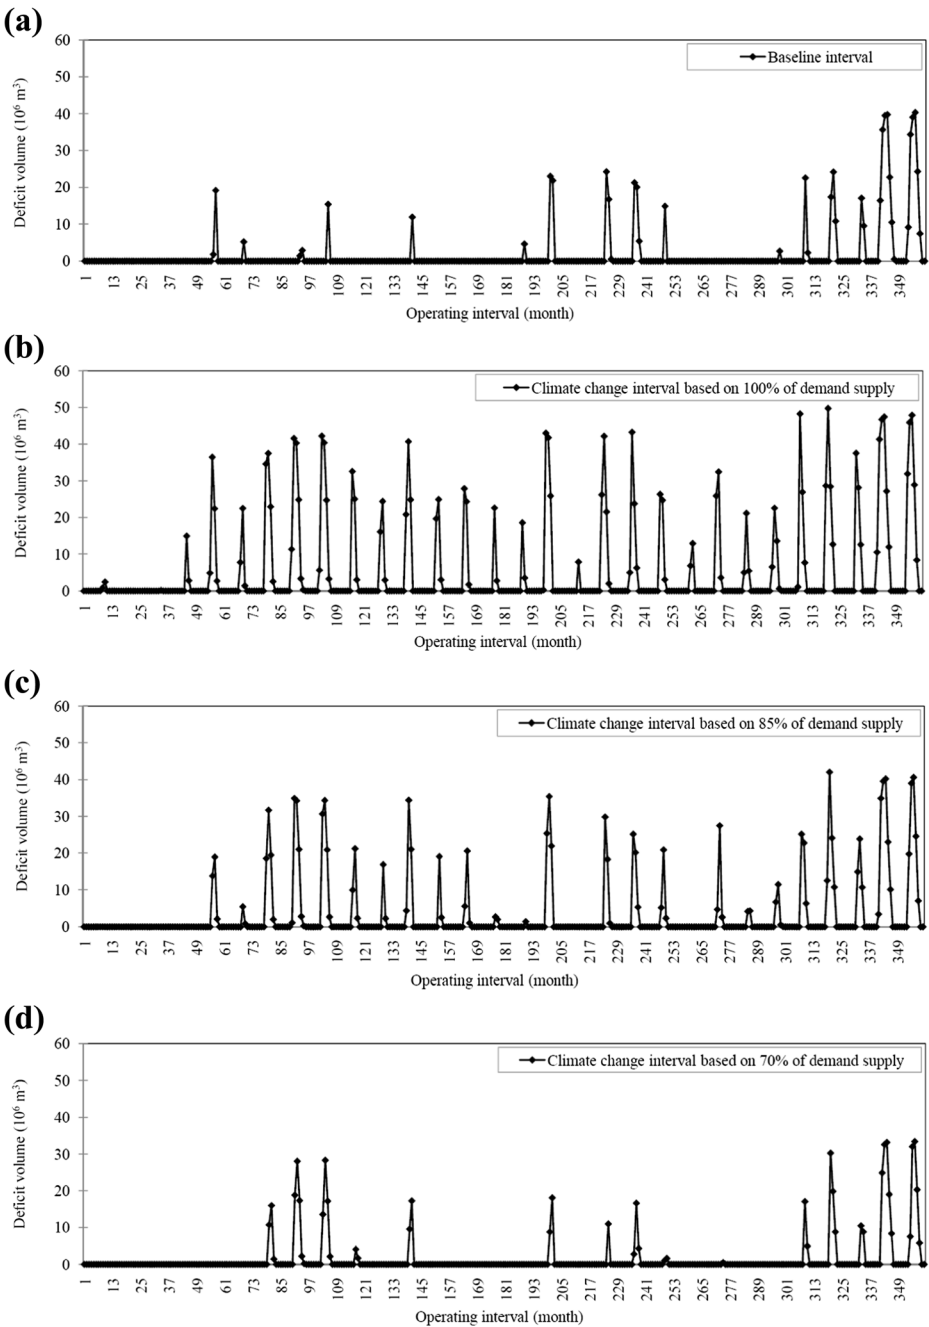 (a)
60
50
40
30
20
10
0
Deficit volume (10⁶ m³)
Baseline interval
1 13 25 37 49 61 73 85 97 109 121 133 145 157 169 181 193 205 217 229 241 253 265 277 289 301 313 325 337 349
Operating interval (month)
(b)
60
50
40
30
20
10
0
Deficit volume (10⁶ m³)
Climate change interval based on 100% of demand supply
1 13 25 37 49 61 73 85 97 109 121 133 145 157 169 181 193 205 217 229 241 253 265 277 289 301 313 325 337 349
Operating interval (month)
(c)
60
50
40
30
20
10
0
Deficit volume (10⁶ m³)
Climate change interval based on 85% of demand supply
1 13 25 37 49 61 73 85 97 109 121 133 145 157 169 181 193 205 217 229 241 253 265 277 289 301 313 325 337 349
Operating interval (month)
(d)
60
50
40
30
20
10
0
Deficit volume (10⁶ m³)
Climate change interval based on 70% of demand supply
1 13 25 37 49 61 73 85 97 109 121 133 145 157 169 181 193 205 217 229 241 253 265 277 289 301 313 325 337 349
Operating interval (month)